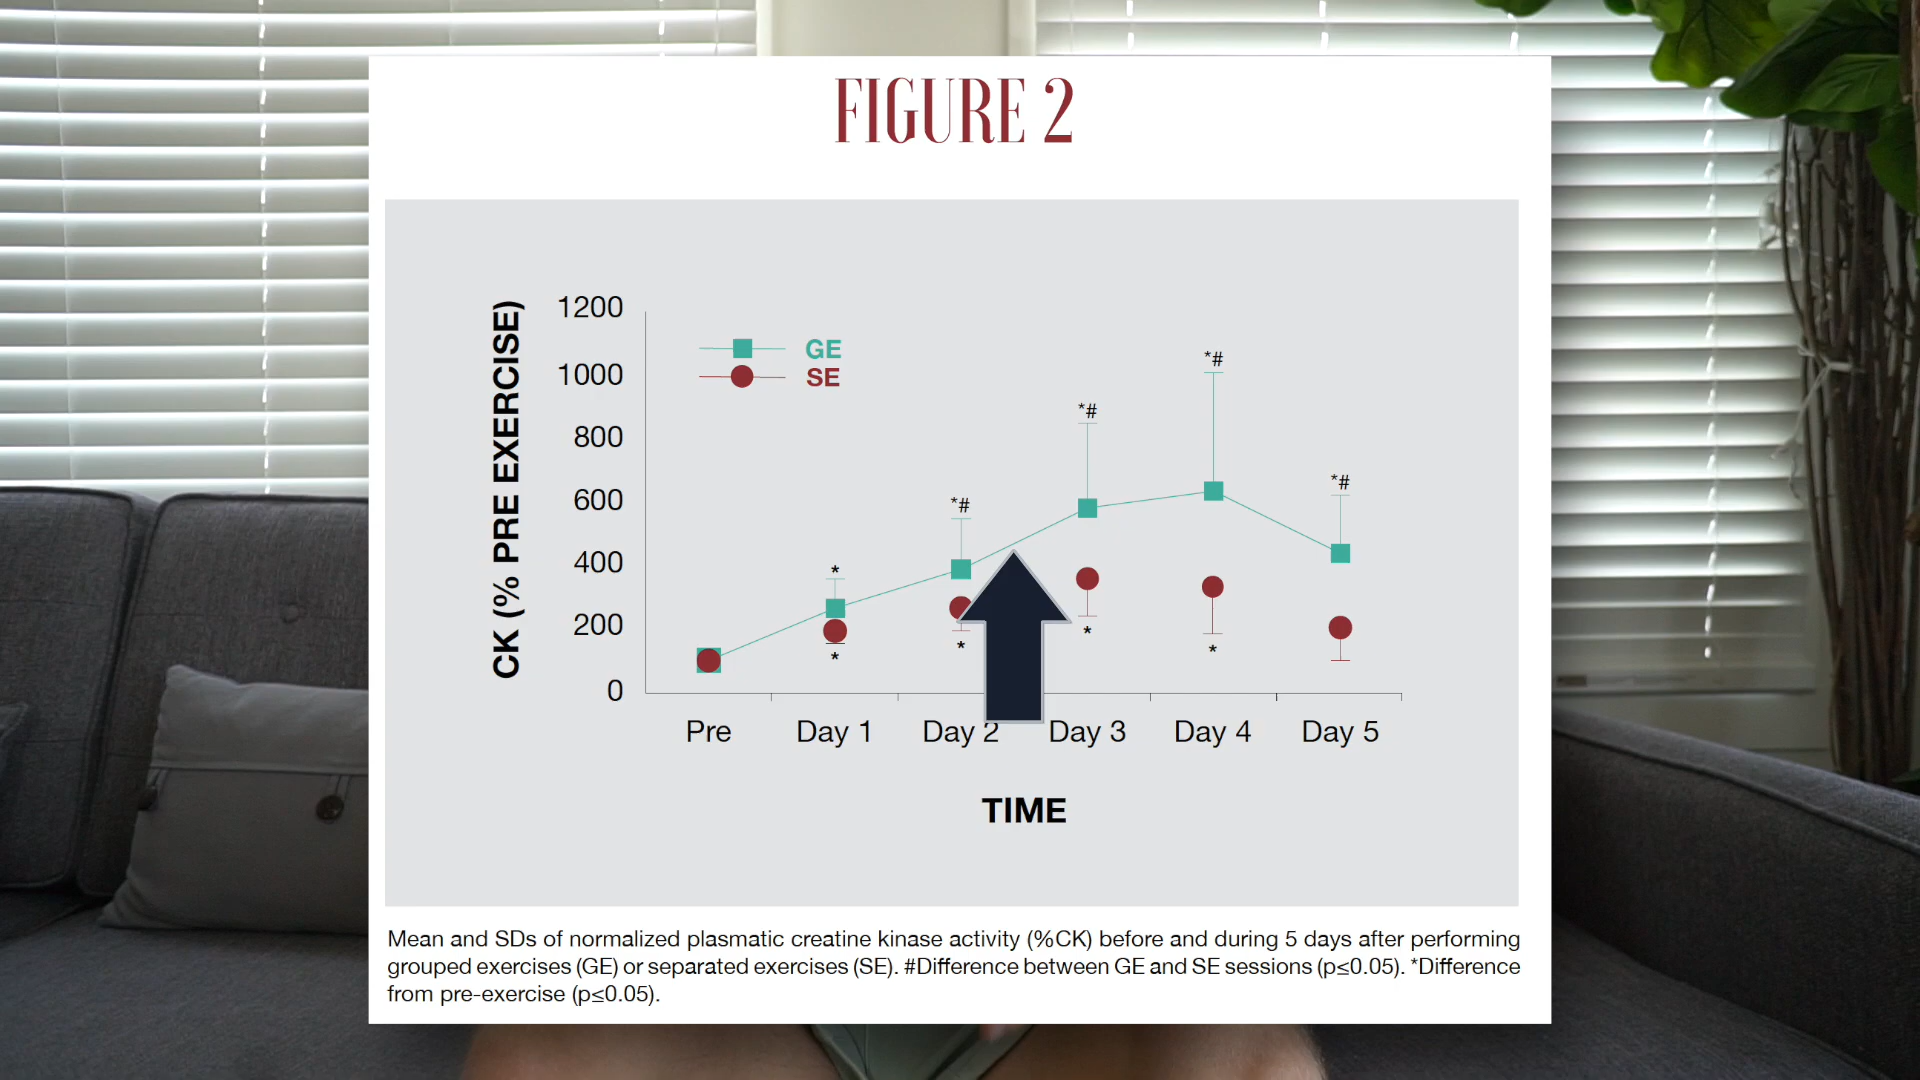 FIGURE 2
CK (% PRE EXERCISE)
1200
1000
800
600
400
200
0
GE
SE
*
*
*#
*
*#
*
*#
*
*#
Pre
Day 1
Day 2
Day 3
Day 4
Day 5
TIME
Mean and SDs of normalized plasmatic creatine kinase activity (%CK) before and during 5 days after performing
grouped exercises (GE) or separated exercises (SE). #Difference between GE and SE sessions (p≤0.05). *Difference
from pre-exercise (p≤0.05).